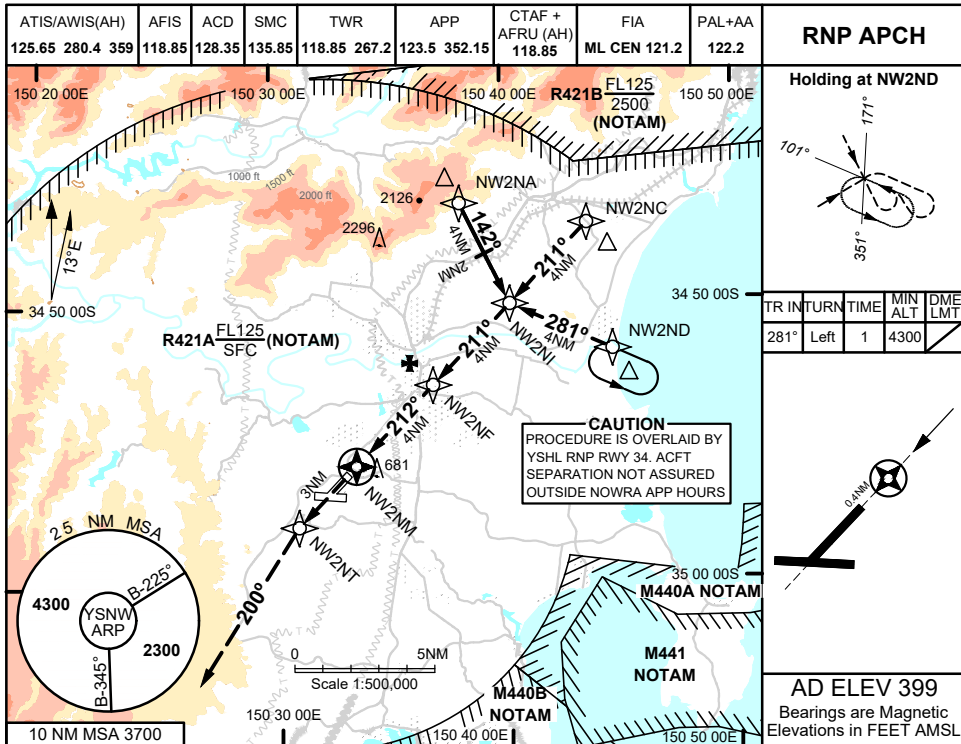 ATIS/AWIS(AH) AFIS ACD SMC TWR APP CTAF + AFRU (AH) FIA PAL+AA
125.65 280.4 359 118.85 128.35 135.85 118.85 267.2 123.5 352.15 118.85 ML CEN 121.2 122.2
RNP APCH
150 20 00E
150 30 00E
150 40 00E
150 50 00E
R421B FL125
2500
(NOTAM)
1000 ft
1500 ft
2000 ft
2126
2296
NW2NA
NW2NC
142°
4NM
2NM
211°
4NM
13°E
34 50 00S
34 50 00S
NW2NI
281°
4NM
NW2ND
R421A FL125 (NOTAM)
SFC
211°
4NM
NW2NF
212°
4NM
681
3NM
NW2NM
NW2NT
200°
CAUTION
PROCEDURE IS OVERLAID BY
YSHL RNP RWY 34. ACFT
SEPARATION NOT ASSURED
OUTSIDE NOWRA APP HOURS
25 NM MSA
B-225°
4300
YSNW
ARP
2300
B-345°
10 NM MSA 3700
0 5NM
Scale 1:500,000
35 00 00S
M440A NOTAM
M441
NOTAM
M440B
NOTAM
150 30 00E
150 40 00E
150 50 00E
Holding at NW2ND
171°
101°
351°
TR IN TURN TIME MIN ALT DME LMT
281° Left 1 4300
0.4NM
AD ELEV 399
Bearings are Magnetic
Elevations in FEET AMSL